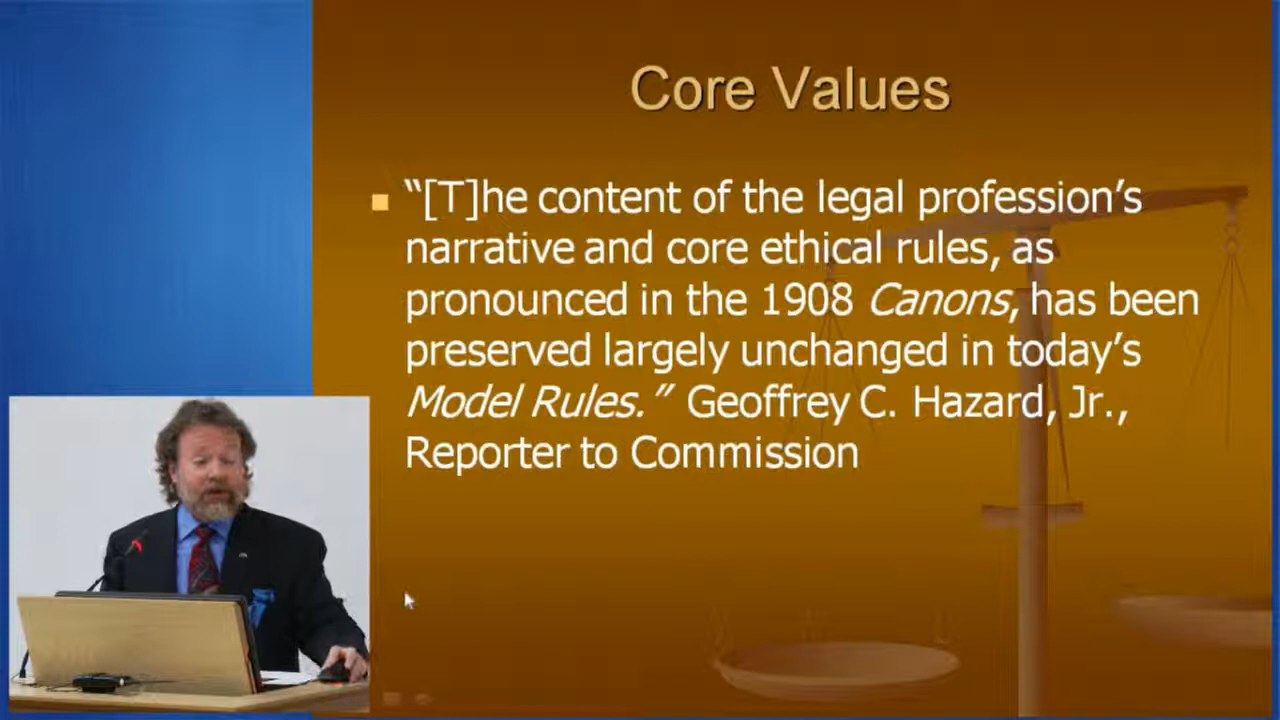 Core Values
“[T]he content of the legal profession’s
narrative and core ethical rules, as
pronounced in the 1908 Canons, has been
preserved largely unchanged in today’s
Model Rules.” Geoffrey C. Hazard, Jr.,
Reporter to Commission